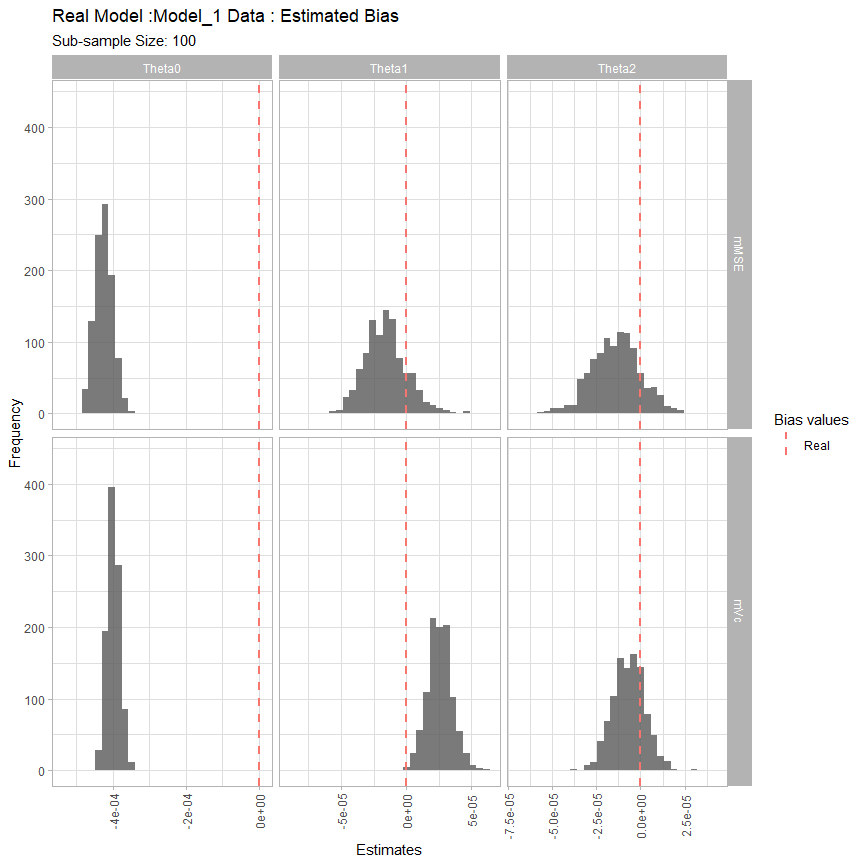 Real Model :Model_1 Data : Estimated Bias
Sub-sample Size: 100
Theta0 Theta1 Theta2
400
300
200
100
0
mMSE
400
300
200
100
0
mVc
Frequency
-4e-04 -2e-04 0e+00 -5e-05 0e+00 5e-05 -7.5e-05 -5.0e-05 -2.5e-05 0.0e+00 2.5e-05
Estimates
Bias values
Real